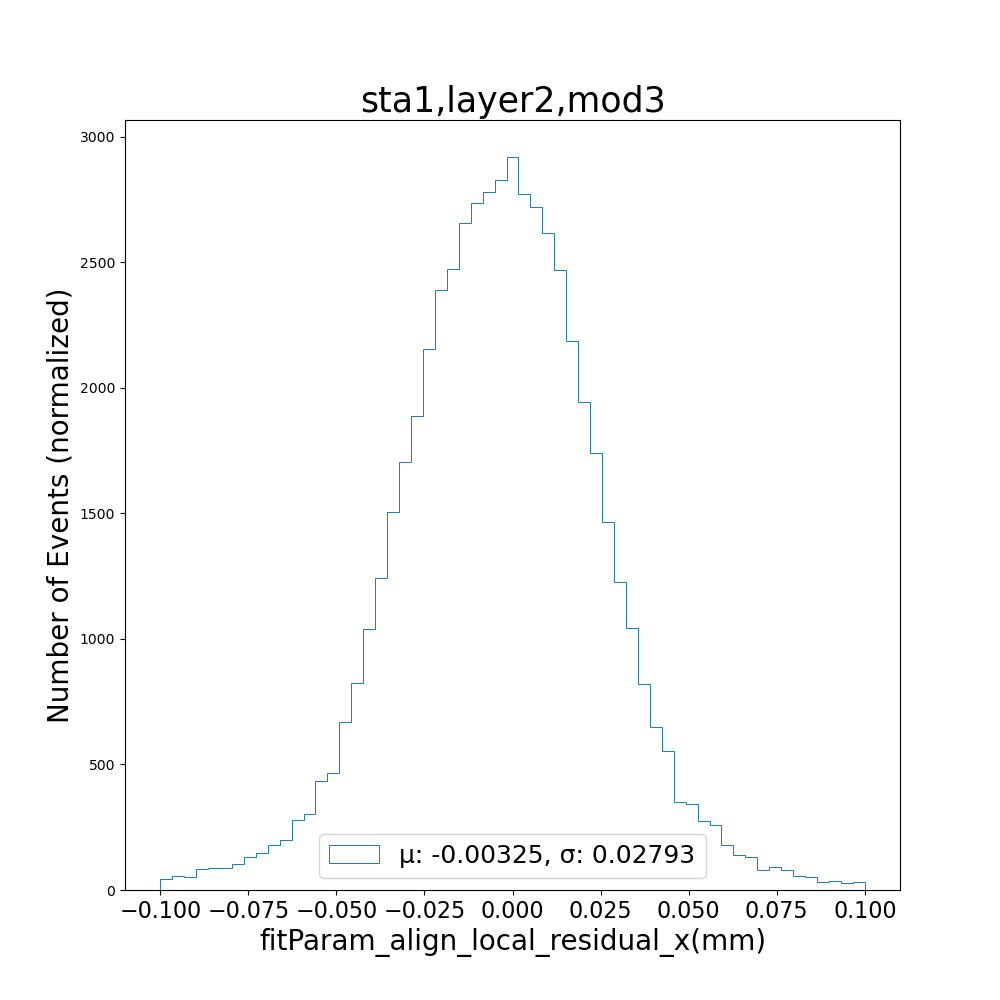 sta1,layer2,mod3
3000
2500
2000
1500
1000
500
0
Number of Events (normalized)
μ: -0.00325, σ: 0.02793
−0.100 −0.075 −0.050 −0.025 0.000 0.025 0.050 0.075 0.100
fitParam_align_local_residual_x(mm)